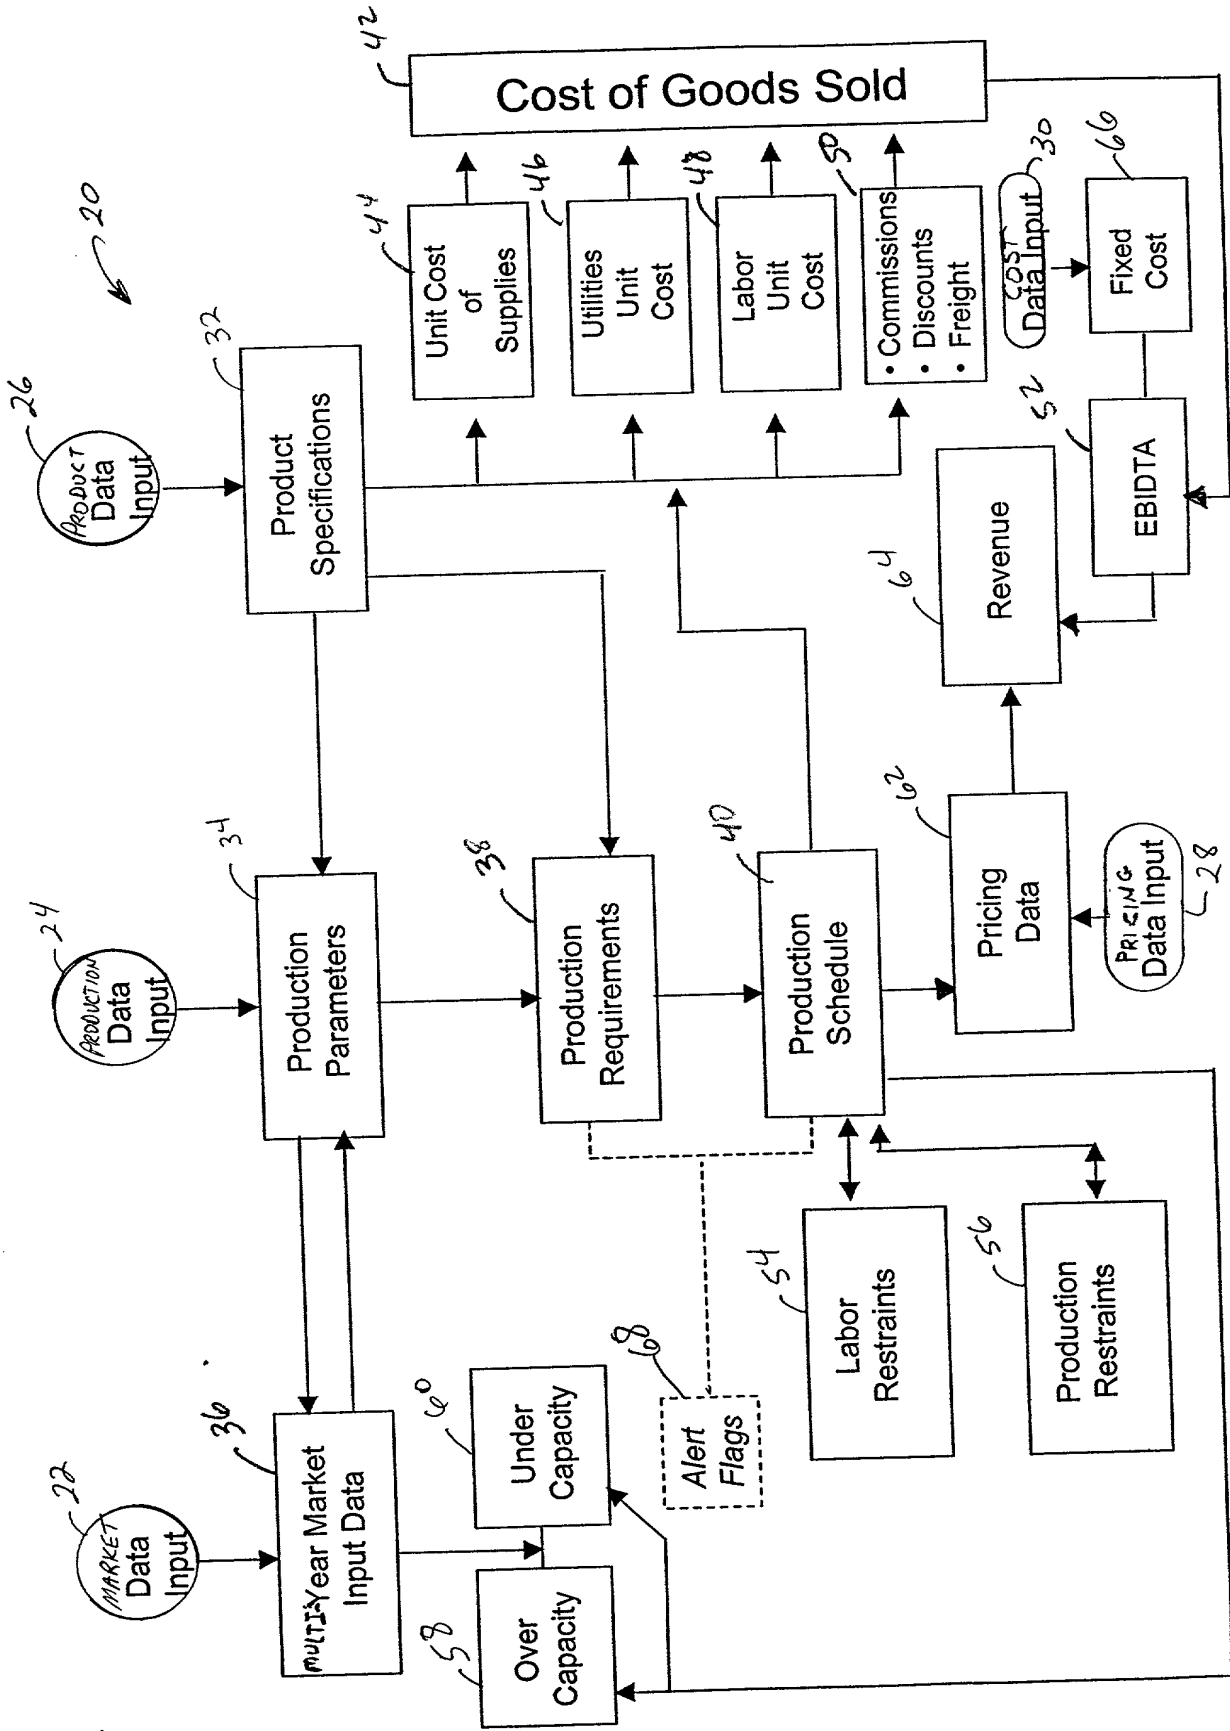 20
22
MARKET
Data
Input
24
PRODUCTION
Data
Input
26
PRODUCT
Data
Input
36
MULTI-Year Market
Input Data
34
Production
Parameters
32
Product
Specifications
58
Over
Capacity
60
Under
Capacity
38
Production
Requirements
44
Unit Cost
of
Supplies
46
Utilities
Unit
Cost
48
Labor
Unit
Cost
50
• Commissions
• Discounts
• Freight
42
Cost of Goods Sold
68
Alert
Flags
40
Production
Schedule
54
Labor
Restraints
56
Production
Restraints
62
Pricing
Data
PRICING
Data Input
28
64
Revenue
52
EBIDTA
COST
Data Input
30
Fixed
Cost
66